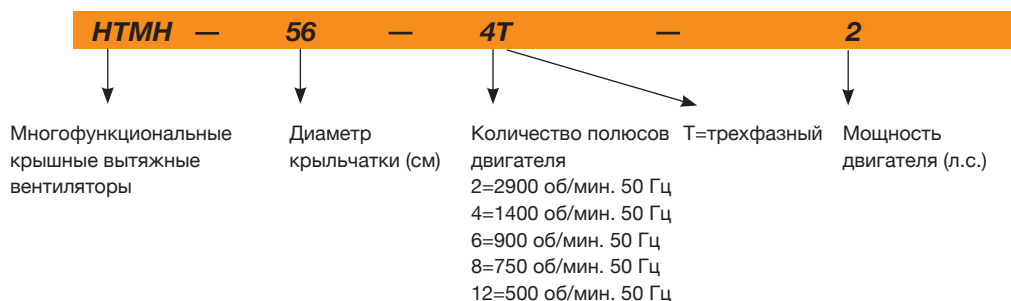 HTMH — 56 — 4T — 2
Многофункциональные
крышные вытяжные
вентиляторы
Диаметр
крыльчатки (см)
Количество полюсов
двигателя
2=2900 об/мин. 50 Гц
4=1400 об/мин. 50 Гц
6=900 об/мин. 50 Гц
8=750 об/мин. 50 Гц
12=500 об/мин. 50 Гц
T=трехфазный
Мощность
двигателя (л.с.)